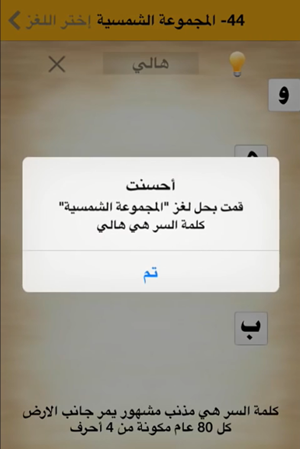 44- المجموعة الشمسية إختر اللغز
هالي
و
أحسنت
قمت بحل لغز "المجموعة الشمسية"
كلمة السر هي هالي
تم
ب
كلمة السر هي مذنب مشهور يمر جانب الارض
كل 80 عام مكونة من 4 أحرف